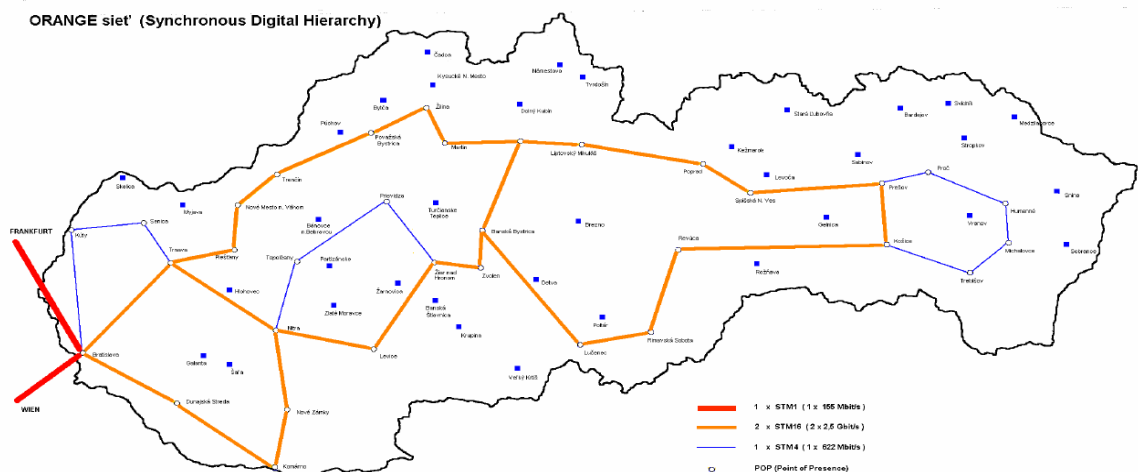 ORANGE sieť (Synchronous Digital Hierarchy)
Čadca
Kysucké N. Mesto
Námestovo
Tvrdošín
Bytča
Žilina
Dolný Kubín
Púchov
Považská
Bystrica
Martin
Liptovský Mikuláš
Stará Ľubovňa
Bardejov
Svidník
Medzilaborce
Stropkov
Kežmarok
Sabinov
Levoča
Poprad
Prešov
Snina
Spišská N. Ves
Humenné
Gelnica
Vranov
Trenčín
Skalica
Myjava
Nové Mesto n. Váhom
Prievidza
Turčianske
Teplice
Bánovce
n.Bebravou
Senica
Kúty
Brezno
Banská Bystrica
FRANKFURT
Trnava
Piešťany
Topoľčany
Partizánske
Žiar nad
Hronom
Zvolen
Revúca
Košice
Michalovce
Sobrance
Rožňava
Trebišov
Hlohovec
Žarnovica
Detva
Zlaté Moravce
Banská
Štiavnica
Nitra
Krupina
Poltár
Rimavská Sobota
Lučenec
Bratislava
Galanta
Šaľa
Levice
Veľký Krtíš
WIEN
Dunajská Streda
Nové Zámky
Komárno
1 x STM1 ( 1 x 155 Mbit/s )
2 x STM16 ( 2 x 2,5 Gbit/s )
1 x STM4 ( 1 x 622 Mbit/s )
POP (Point of Presence)